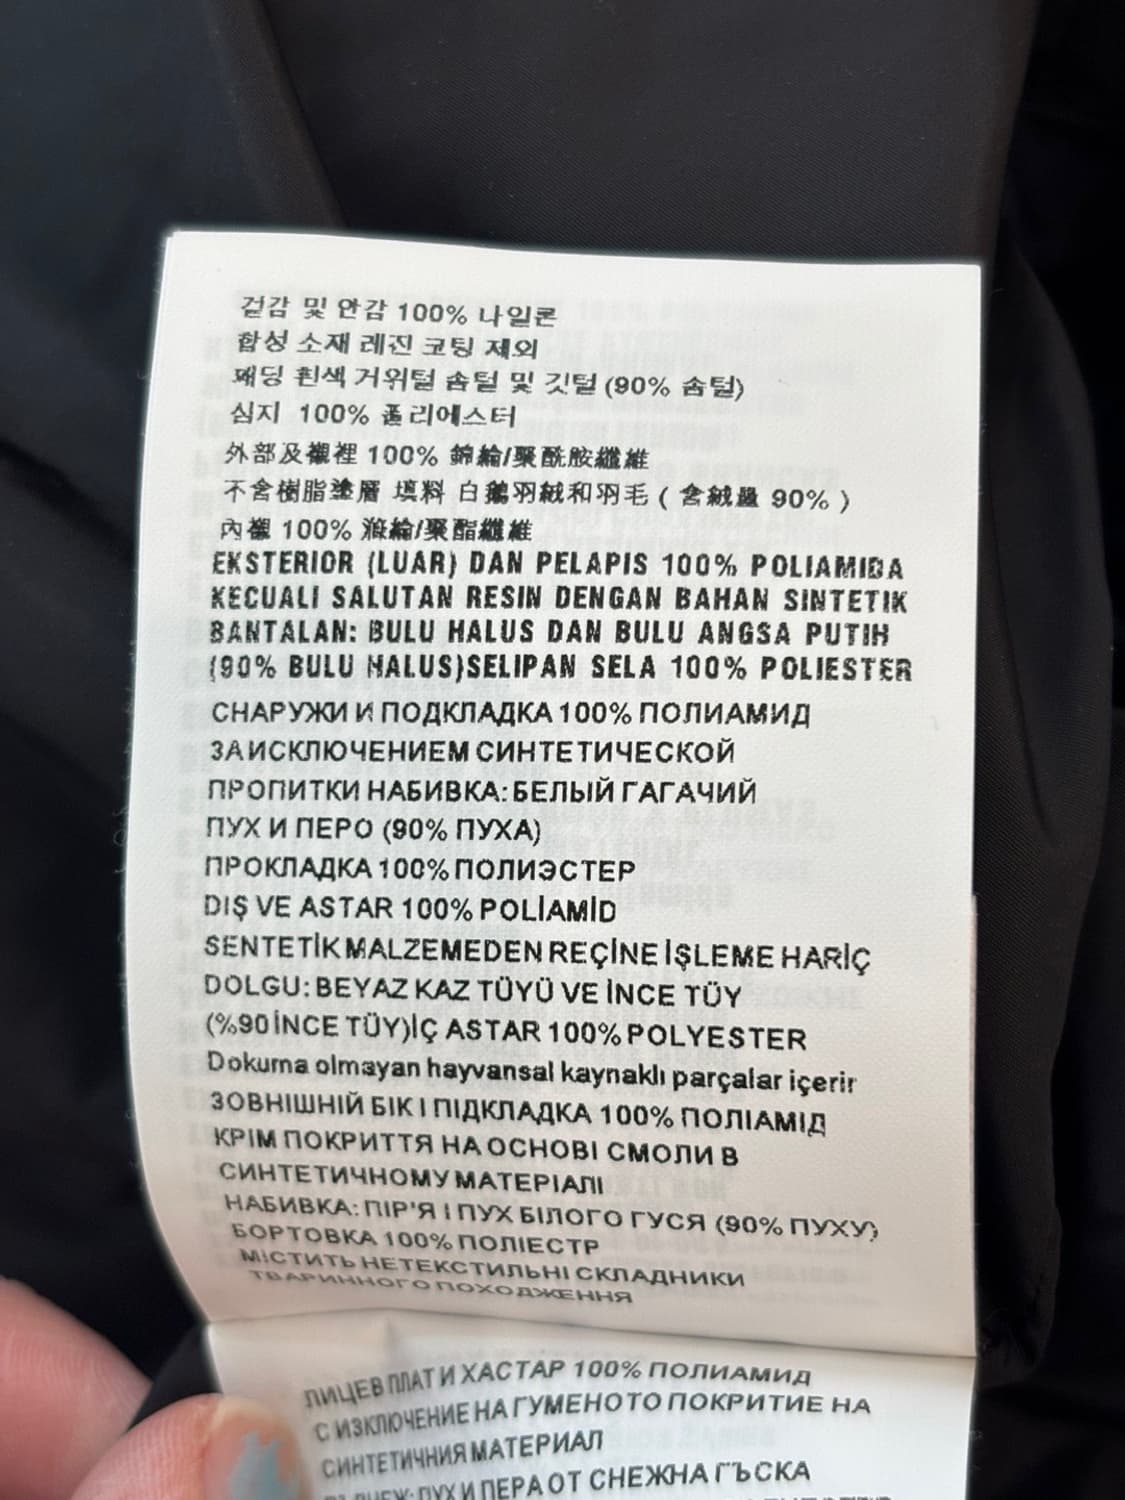 겉감 및 안감 100% 나일론
합성 소재 레진 코팅 제외
패딩 흰색 거위털 솜털 및 깃털 (90% 솜털)
심지 100% 폴리에스터
外部及襯裡 100% 錦綸/聚酰胺纖維
不含樹脂塗層 填料 白鵝羽絨和羽毛 ( 含絨量 90% )
內襯 100% 滌綸/聚酯纖維
EKSTERIOR (LUAR) DAN PELAPIS 100% POLIAMIDA
KECUALI SALUTAN RESIN DENGAN BAHAN SINTETIK
BANTALAN: BULU HALUS DAN BULU ANGSA PUTIH
(90% BULU HALUS)SELIPAN SELA 100% POLIESTER
СНАРУЖИ И ПОДКЛАДКА 100% ПОЛИАМИД
ЗА ИСКЛЮЧЕНИЕМ СИНТЕТИЧЕСКОЙ
ПРОПИТКИ НАБИВКА: БЕЛЫЙ ГАГАЧИЙ
ПУХ И ПЕРО (90% ПУХА)
ПРОКЛАДКА 100% ПОЛИЭСТЕР
DIŞ VE ASTAR 100% POLİAMİD
SENTETİK MALZEMEDEN REÇİNE İŞLEME HARİÇ
DOLGU: BEYAZ KAZ TÜYÜ VE İNCE TÜY
(%90 İNCE TÜY)İÇ ASTAR 100% POLYESTER
Dokuma olmayan hayvansal kaynaklı parçalar içerir
ЗОВНІШНІЙ БІК І ПІДКЛАДКА 100% ПОЛІАМІД
КРІМ ПОКРИТТЯ НА ОСНОВІ СМОЛИ В
СИНТЕТИЧНОМУ МАТЕРІАЛІ
НАБИВКА: ПІР'Я І ПУХ БІЛОГО ГУСЯ (90% ПУХУ)
БОРТОВКА 100% ПОЛІЕСТР
МІСТИТЬ НЕТЕКСТИЛЬНІ СКЛАДНИКИ
ТВАРИННОГО ПОХОДЖЕННЯ
ЛИЦЕВ ПЛАТ И ХАСТАР 100% ПОЛИАМИД
С ИЗКЛЮЧЕНИЕ НА ГУМЕНОТО ПОКРИТИЕ НА
СИНТЕТИЧНИЯ МАТЕРИАЛ
ПУХ И ПЕРА ОТ СНЕЖНА ГЪСКА